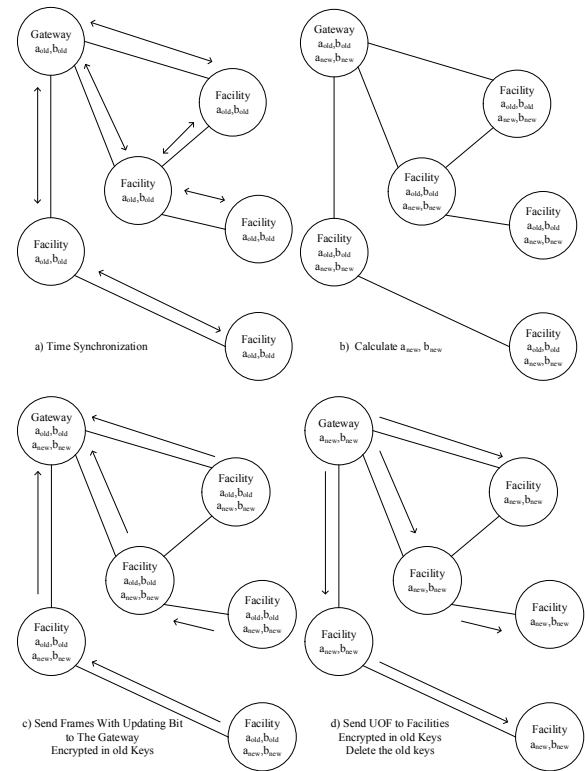 Gateway
a_old,b_old
Facility
a_old,b_old
Facility
a_old,b_old
Facility
a_old,b_old
Facility
a_old,b_old
Facility
a_old,b_old
a) Time Synchronization
Gateway
a_old,b_old
a_new,b_new
Facility
a_old,b_old
a_new,b_new
Facility
a_old,b_old
a_new,b_new
Facility
a_old,b_old
a_new,b_new
Facility
a_old,b_old
a_new,b_new
Facility
a_old,b_old
a_new,b_new
b) Calculate a_new, b_new
Gateway
a_old,b_old
a_new,b_new
Facility
a_old,b_old
a_new,b_new
Facility
a_old,b_old
a_new,b_new
Facility
a_old,b_old
a_new,b_new
Facility
a_old,b_old
a_new,b_new
Facility
a_old,b_old
a_new,b_new
c) Send Frames With Updating Bit
to The Gateway
Encrypted in old Keys
Gateway
a_new,b_new
Facility
a_new,b_new
Facility
a_new,b_new
Facility
a_new,b_new
Facility
a_new,b_new
Facility
a_new,b_new
d) Send UOF to Facilities
Encrypted in old Keys
Delete the old keys